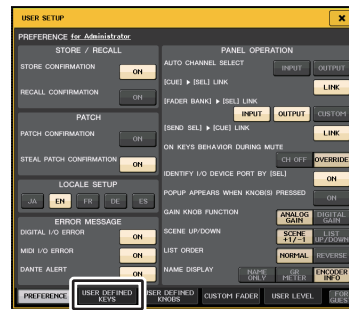 USER SETUP
PREFERENCE for Administrator
STORE / RECALL
STORE CONFIRMATION ON
RECALL CONFIRMATION ON
PATCH
PATCH CONFIRMATION ON
STEAL PATCH CONFIRMATION ON
LOCALE SETUP
JA EN FR DE ES
ERROR MESSAGE
DIGITAL I/O ERROR ON
MIDI I/O ERROR ON
DANTE ALERT ON
PANEL OPERATION
AUTO CHANNEL SELECT INPUT OUTPUT
[CUE] ▶ [SEL] LINK LINK
[FADER BANK] ▶ [SEL] LINK
INPUT OUTPUT CUSTOM
[SEND SEL] ▶ [CUE] LINK LINK
ON KEYS BEHAVIOR DURING MUTE
CH OFF OVERRIDE
IDENTIFY I/O DEVICE PORT BY [SEL] ON
POPUP APPEARS WHEN KNOB(S) PRESSED ON
GAIN KNOB FUNCTION ANALOG GAIN DIGITAL GAIN
SCENE UP/DOWN SCENE +1/-1 LIST UP/DOWN
LIST ORDER NORMAL REVERSE
NAME DISPLAY NAME ONLY GR METER ENCODER INFO
PREFERENCE USER DEFINED KEYS USER DEFINED KNOBS CUSTOM FADER USER LEVEL FOR GUES